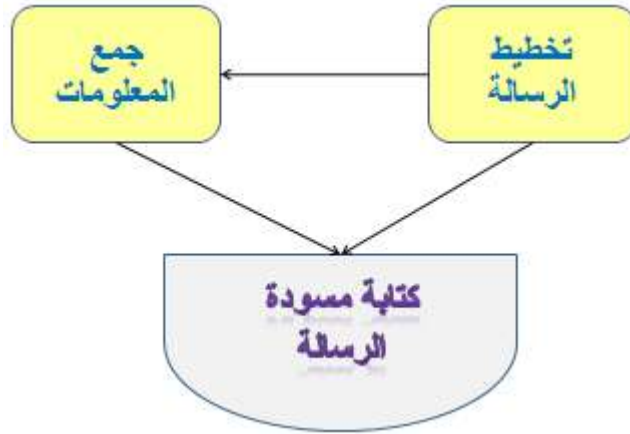 تخطيط
الرسالة
جمع
المعلومات
كتابة مسودة
الرسالة